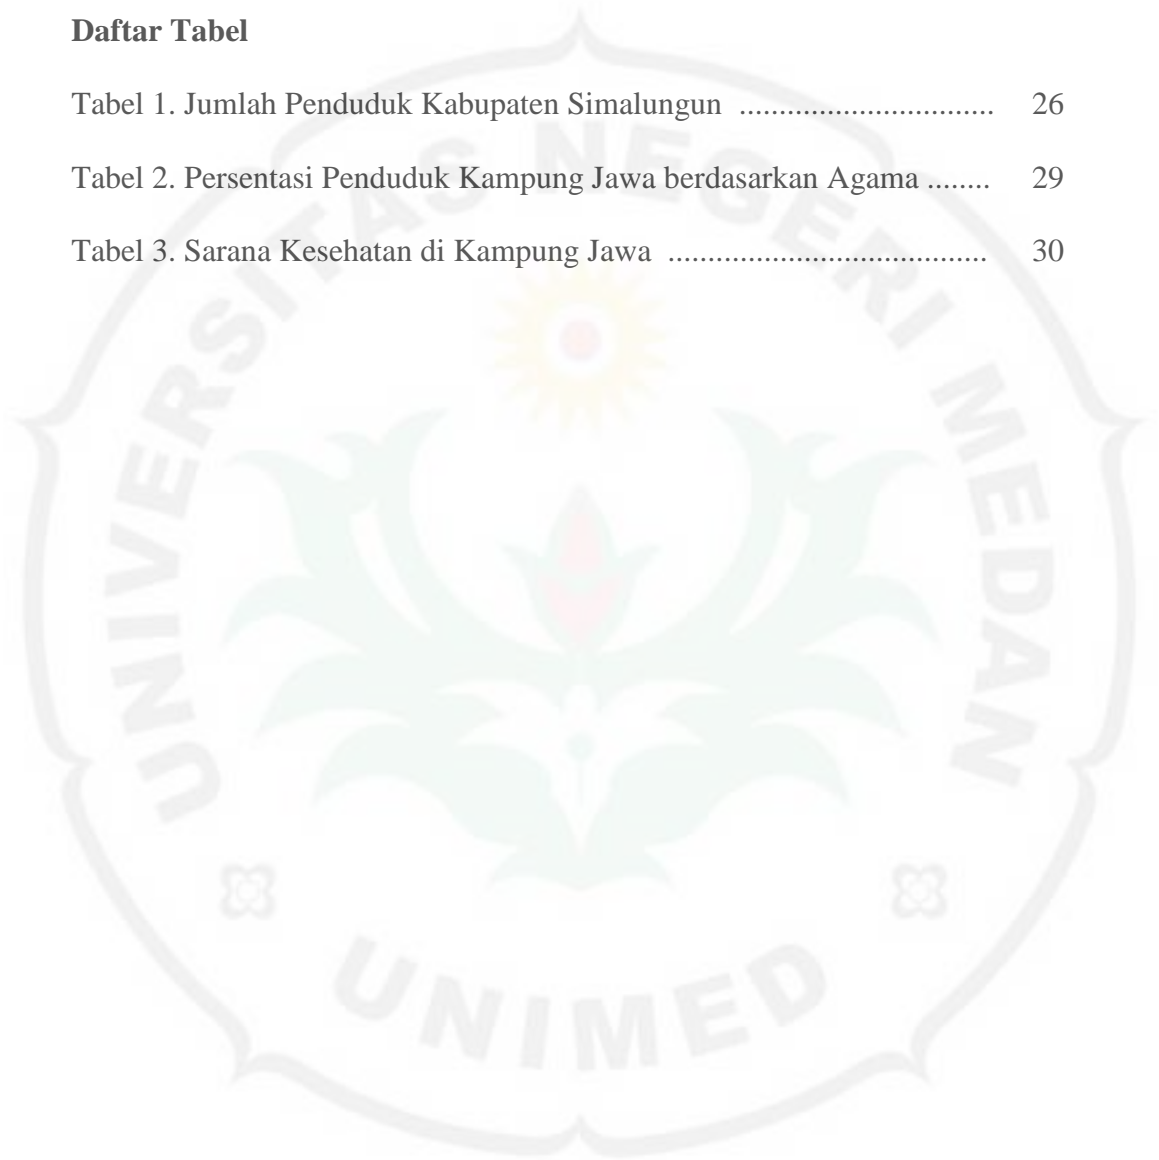 Daftar Tabel
Tabel 1. Jumlah Penduduk Kabupaten Simalungun ............................... 26
Tabel 2. Persentasi Penduduk Kampung Jawa berdasarkan Agama ........ 29
Tabel 3. Sarana Kesehatan di Kampung Jawa ....................................... 30
UNIVERSITAS NEGERI MEDAN
UNIMED